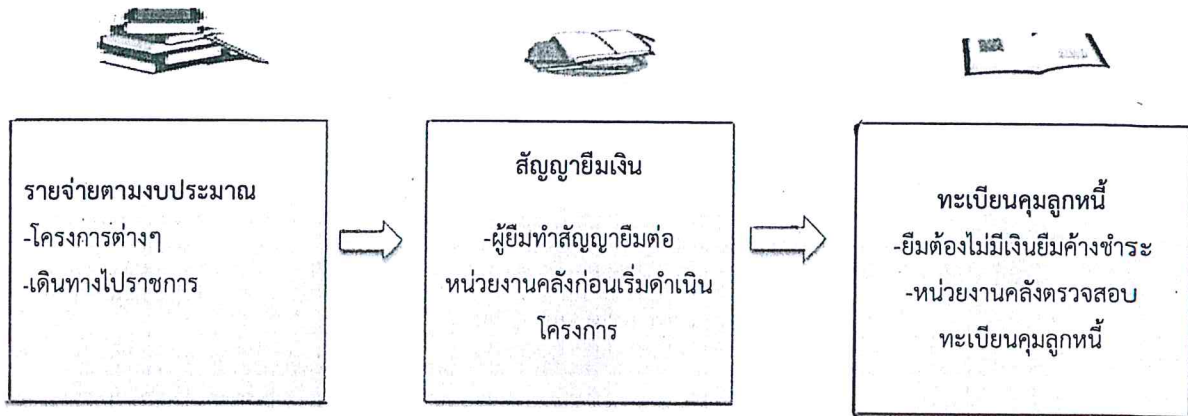 รายจ่ายตามงบประมาณ
-โครงการต่างๆ
-เดินทางไปราชการ
สัญญายืมเงิน
-ผู้ยืมทำสัญญายืมต่อ
หน่วยงานคลังก่อนเริ่มดำเนิน
โครงการ
ทะเบียนคุมลูกหนี้
-ยืมต้องไม่มีเงินยืมค้างชำระ
-หน่วยงานคลังตรวจสอบ
ทะเบียนคุมลูกหนี้